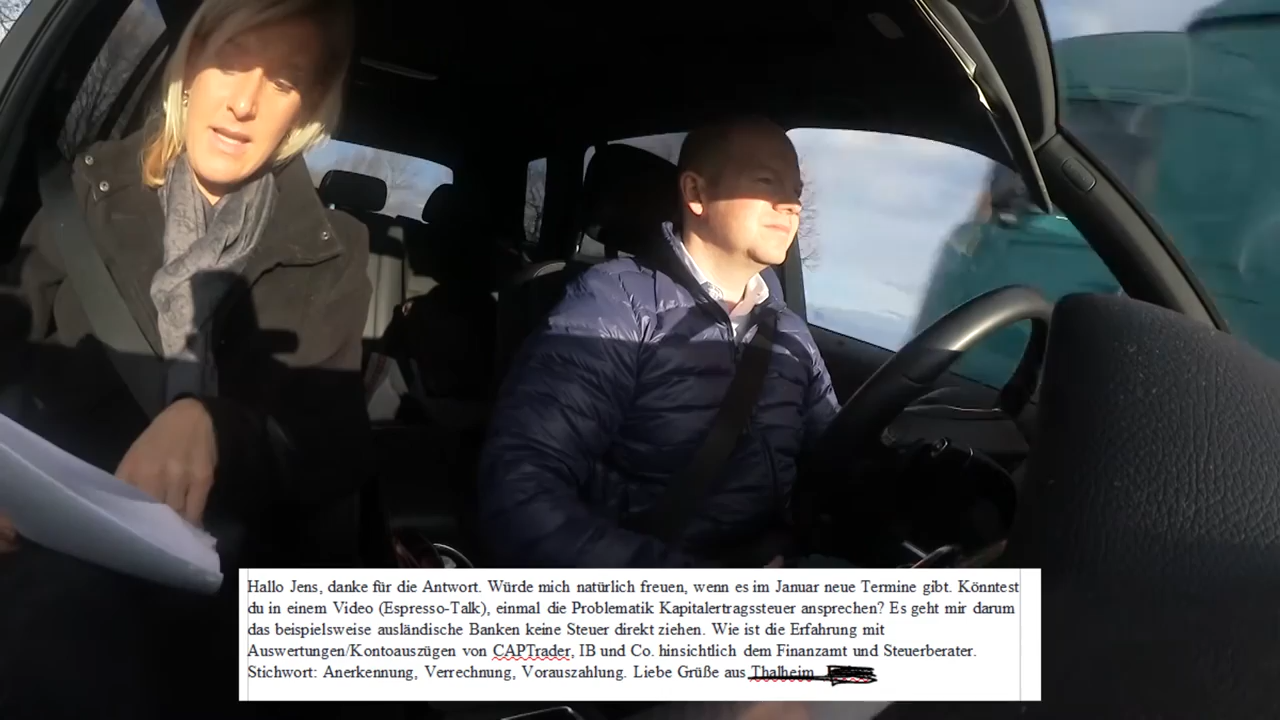 Hallo Jens, danke für die Antwort. Würde mich natürlich freuen, wenn es im Januar neue Termine gibt. Könntest
du in einem Video (Espresso-Talk), einmal die Problematik Kapitalertragssteuer ansprechen? Es geht mir darum
das beispielsweise ausländische Banken keine Steuer direkt ziehen. Wie ist die Erfahrung mit
Auswertungen/Kontoauszügen von CAPTrader, IB und Co. hinsichtlich dem Finanzamt und Steuerberater.
Stichwort: Anerkennung, Verrechnung, Vorauszahlung. Liebe Grüße aus Thalheim